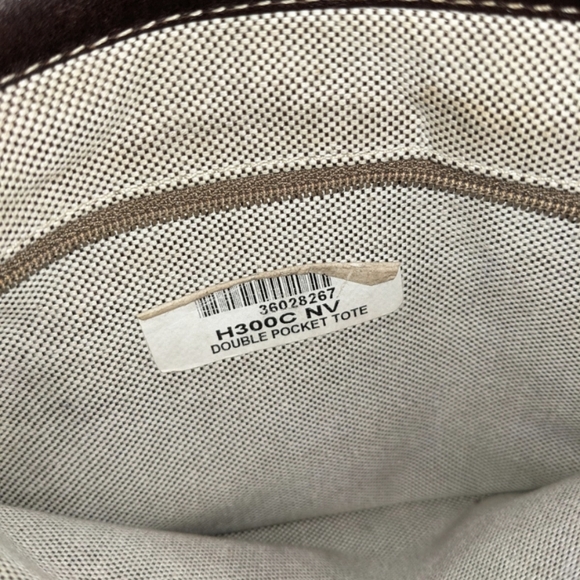 36028267
H300C NV
DOUBLE POCKET TOTE